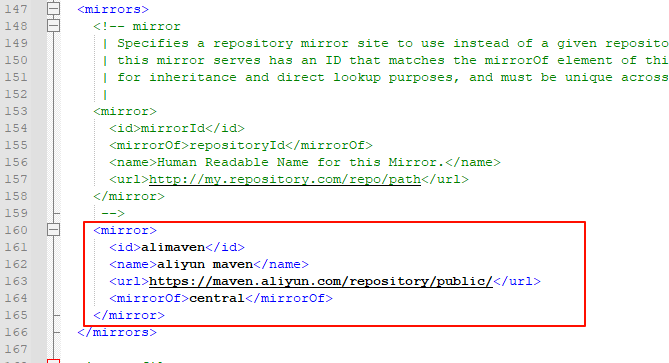 147 <mirrors>
148 <!-- mirror
149 | Specifies a repository mirror site to use instead of a given reposito
150 | this mirror serves has an ID that matches the mirrorOf element of thi
151 | for inheritance and direct lookup purposes, and must be unique across
152 |
153 <mirror>
154 <id>mirrorId</id>
155 <mirrorOf>repositoryId</mirrorOf>
156 <name>Human Readable Name for this Mirror.</name>
157 <url>http://my.repository.com/repo/path</url>
158 </mirror>
159 -->
160 <mirror>
161 <id>alimaven</id>
162 <name>aliyun maven</name>
163 <url>https://maven.aliyun.com/repository/public/</url>
164 <mirrorOf>central</mirrorOf>
165 </mirror>
166 </mirrors>
167